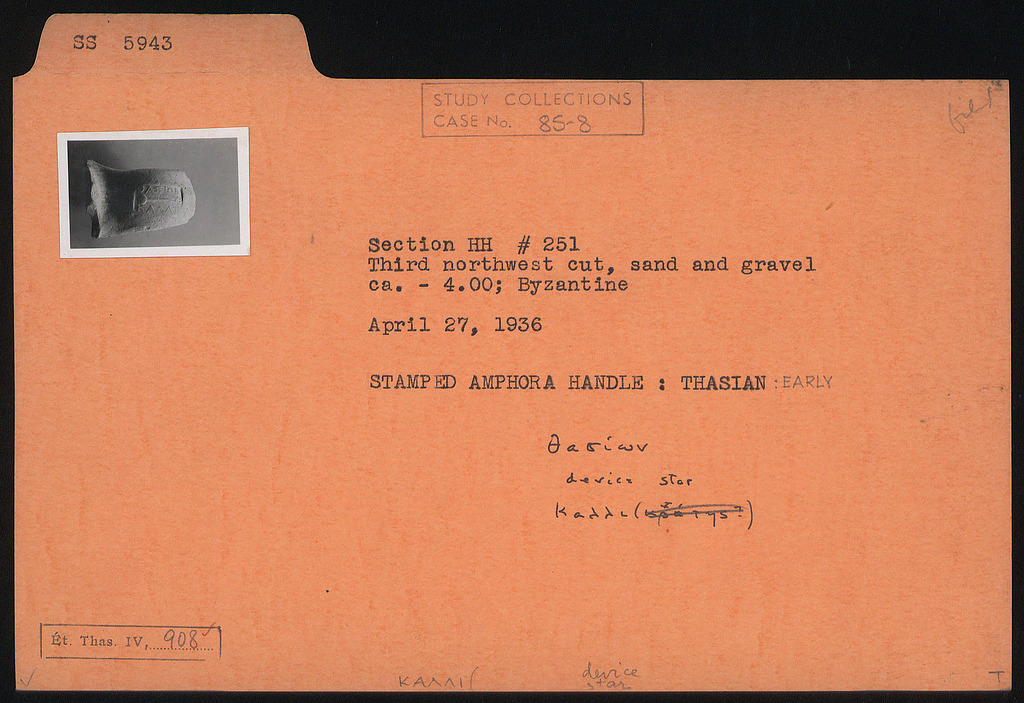 SS 5943
STUDY COLLECTIONS
CASE No. 85-8
Section HH # 251
Third northwest cut, sand and gravel
ca. - 4.00; Byzantine
April 27, 1936
STAMPED AMPHORA HANDLE : THASIAN : EARLY
θασίων
device star
Καλλι(
Ét. Thas. IV, 908
ΚΑΛΛΙ(
device
star
T